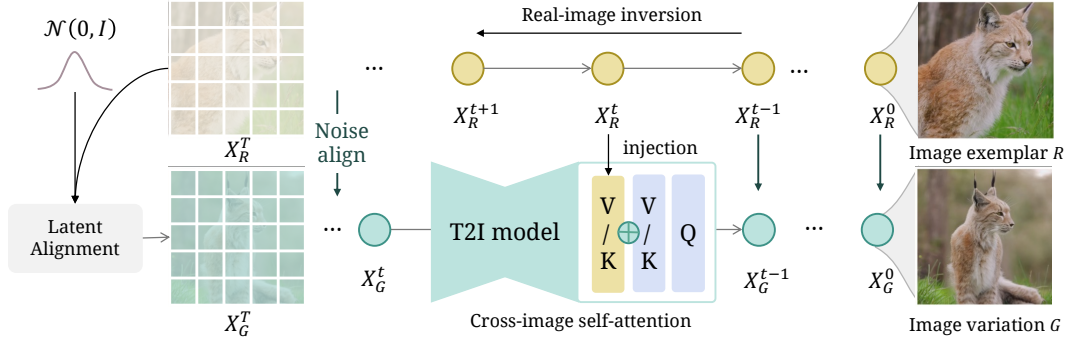 Real-image inversion
𝒩(0, I)
...
...
X_R^{t+1}
X_R^t
X_R^{t−1}
X_R^0
X_R^T
Noise
align
injection
Image exemplar R
Latent
Alignment
...
T2I model
V
/
K
V
/
K
Q
...
X_G^t
X_G^{t−1}
X_G^0
X_G^T
Cross-image self-attention
Image variation G